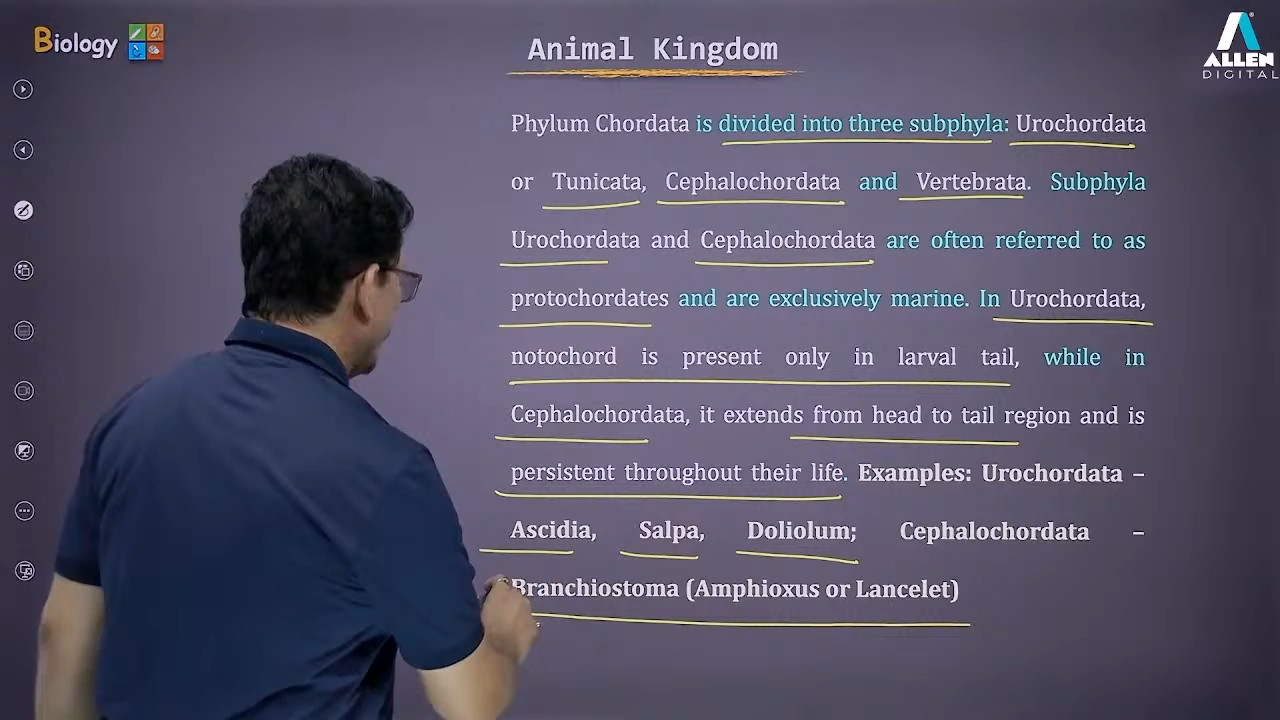 Biology
Animal Kingdom
ALLEN
DIGITAL
Phylum Chordata is divided into three subphyla: Urochordata
or Tunicata, Cephalochordata and Vertebrata. Subphyla
Urochordata and Cephalochordata are often referred to as
protochordates and are exclusively marine. In Urochordata,
notochord is present only in larval tail, while in
Cephalochordata, it extends from head to tail region and is
persistent throughout their life. Examples: Urochordata –
Ascidia, Salpa, Doliolum; Cephalochordata –
Branchiostoma (Amphioxus or Lancelet)